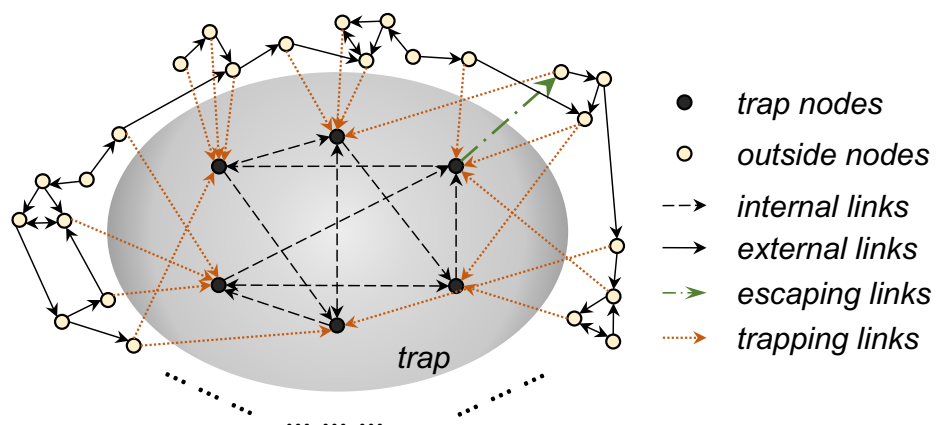 trap nodes
outside nodes
internal links
external links
escaping links
trapping links
trap